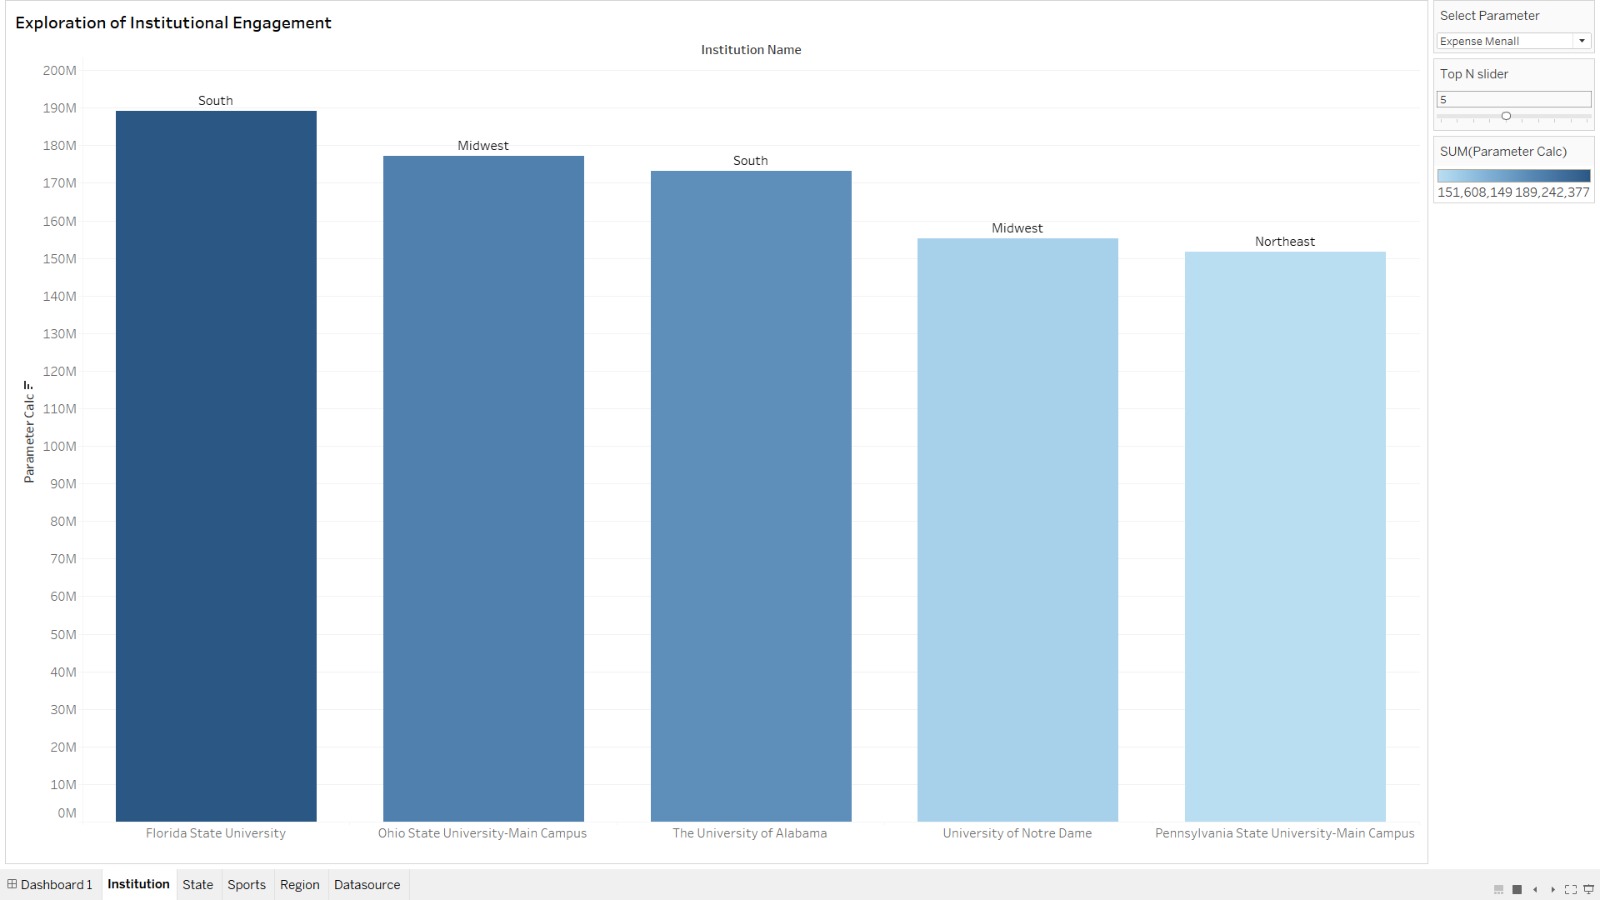 Exploration of Institutional Engagement
Institution Name
200M
190M
180M
170M
160M
150M
140M
130M
120M
110M
100M
90M
80M
70M
60M
50M
40M
30M
20M
10M
0M
Parameter Calc
South
Midwest
South
Midwest
Northeast
Florida State University
Ohio State University-Main Campus
The University of Alabama
University of Notre Dame
Pennsylvania State University-Main Campus
Select Parameter
Expense Menall
Top N slider
5
SUM(Parameter Calc)
151,608,149 189,242,377
Dashboard 1 Institution State Sports Region Datasource